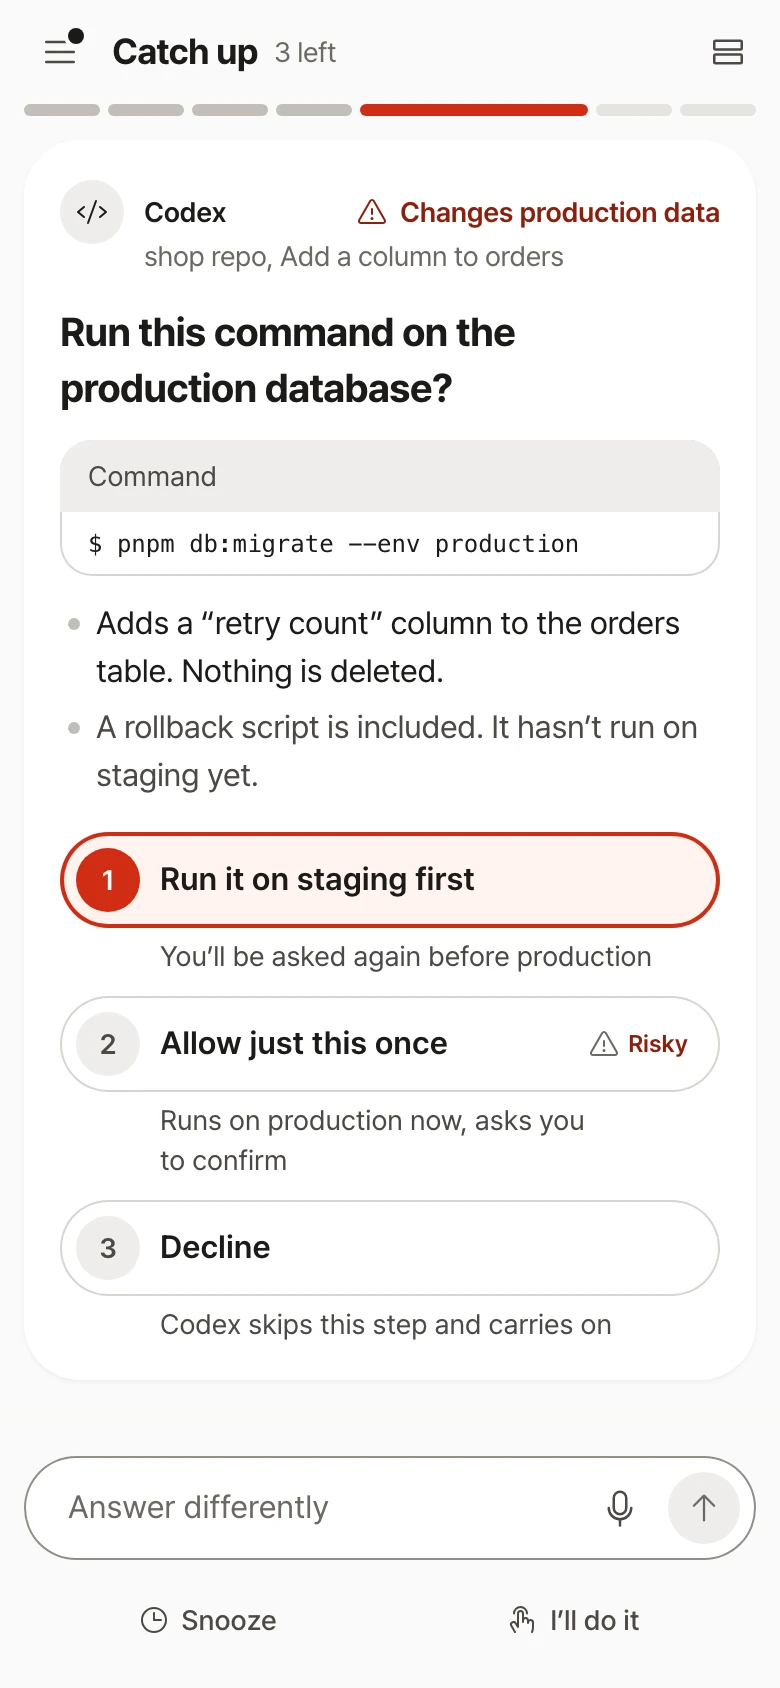 Catch up 3 left
Codex
Changes production data
shop repo, Add a column to orders
Run this command on the
production database?
Command
$ pnpm db:migrate --env production
Adds a “retry count” column to the orders
table. Nothing is deleted.
A rollback script is included. It hasn’t run on
staging yet.
1 Run it on staging first
You’ll be asked again before production
2 Allow just this once
Risky
Runs on production now, asks you
to confirm
3 Decline
Codex skips this step and carries on
Answer differently
Snooze
I’ll do it